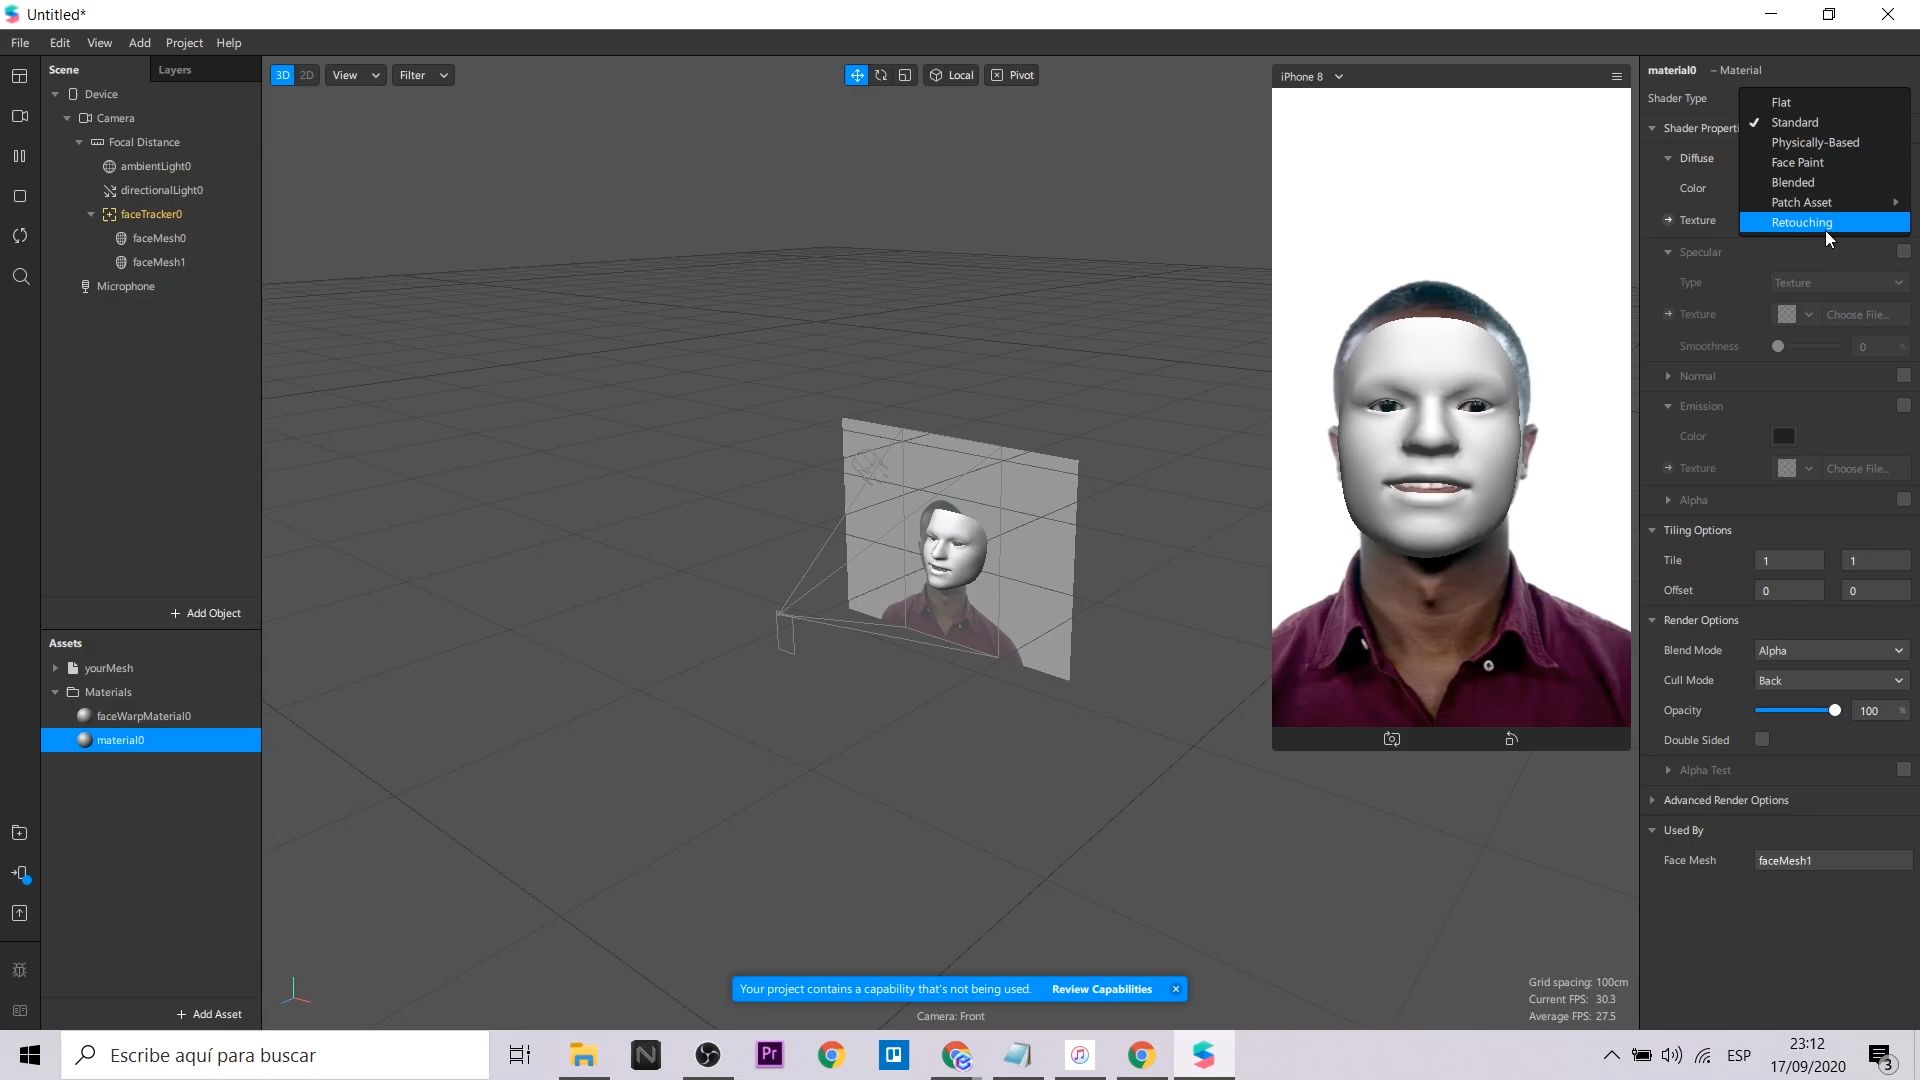 Untitled*
File Edit View Add Project Help
Scene Layers
Device
Camera
Focal Distance
ambientLight0
directionalLight0
faceTracker0
faceMesh0
faceMesh1
Microphone
+ Add Object
Assets
yourMesh
Materials
faceWarpMaterial0
material0
+ Add Asset
3D 2D View Filter
Local Pivot
iPhone 8
Your project contains a capability that's not being used. Review Capabilities
Camera: Front
Grid spacing: 100cm
Current FPS: 30.3
Average FPS: 27.5
material0 – Material
Shader Type
Flat
Standard
Physically-Based
Face Paint
Blended
Patch Asset
Retouching
Shader Properti
Diffuse
Color
Texture
Specular
Type Texture
Texture Choose File...
Smoothness 0 %
Normal
Emission
Color
Texture Choose File...
Alpha
Tiling Options
Tile 1 1
Offset 0 0
Render Options
Blend Mode Alpha
Cull Mode Back
Opacity 100 %
Double Sided
Alpha Test
Advanced Render Options
Used By
Face Mesh faceMesh1
Escribe aquí para buscar
Pr
ESP
23:12
17/09/2020
3